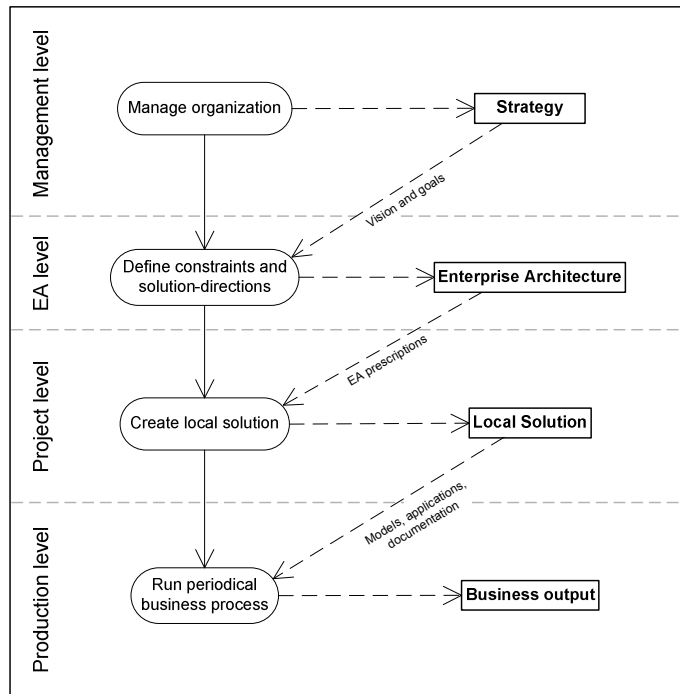 Management level
Manage organization
Strategy
Vision and goals
EA level
Define constraints and
solution-directions
Enterprise Architecture
EA prescriptions
Project level
Create local solution
Local Solution
Models, applications,
documentation
Production level
Run periodical
business process
Business output